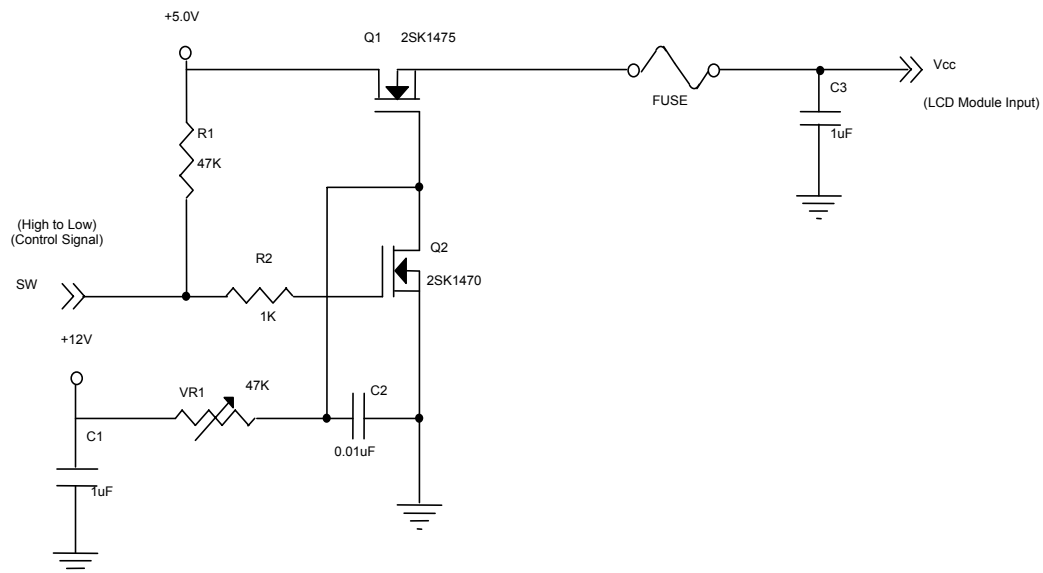 +5.0V
Q1 2SK1475
Vcc
FUSE
C3
(LCD Module Input)
1uF
R1
47K
(High to Low)
(Control Signal)
Q2
R2
2SK1470
SW
1K
+12V
VR1
47K
C2
C1
0.01uF
1uF